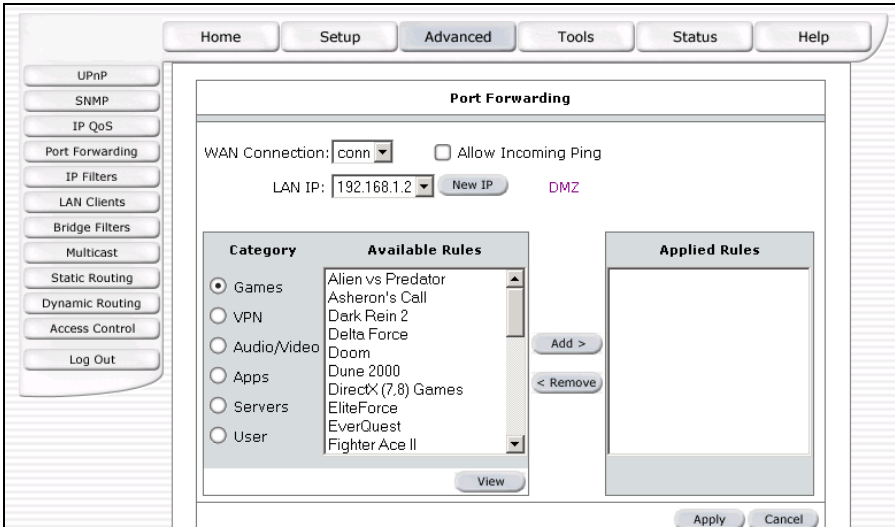 Home Setup Advanced Tools Status Help
UPnP
SNMP
IP QoS
Port Forwarding
IP Filters
LAN Clients
Bridge Filters
Multicast
Static Routing
Dynamic Routing
Access Control
Log Out
Port Forwarding
WAN Connection: conn Allow Incoming Ping
LAN IP: 192.168.1.2 New IP DMZ
Category Available Rules Applied Rules
Games
VPN
Audio/Video
Apps
Servers
User
Alien vs Predator
Asheron's Call
Dark Rein 2
Delta Force
Doom
Dune 2000
DirectX (7,8) Games
EliteForce
EverQuest
Fighter Ace II
Add >
< Remove
View
Apply Cancel